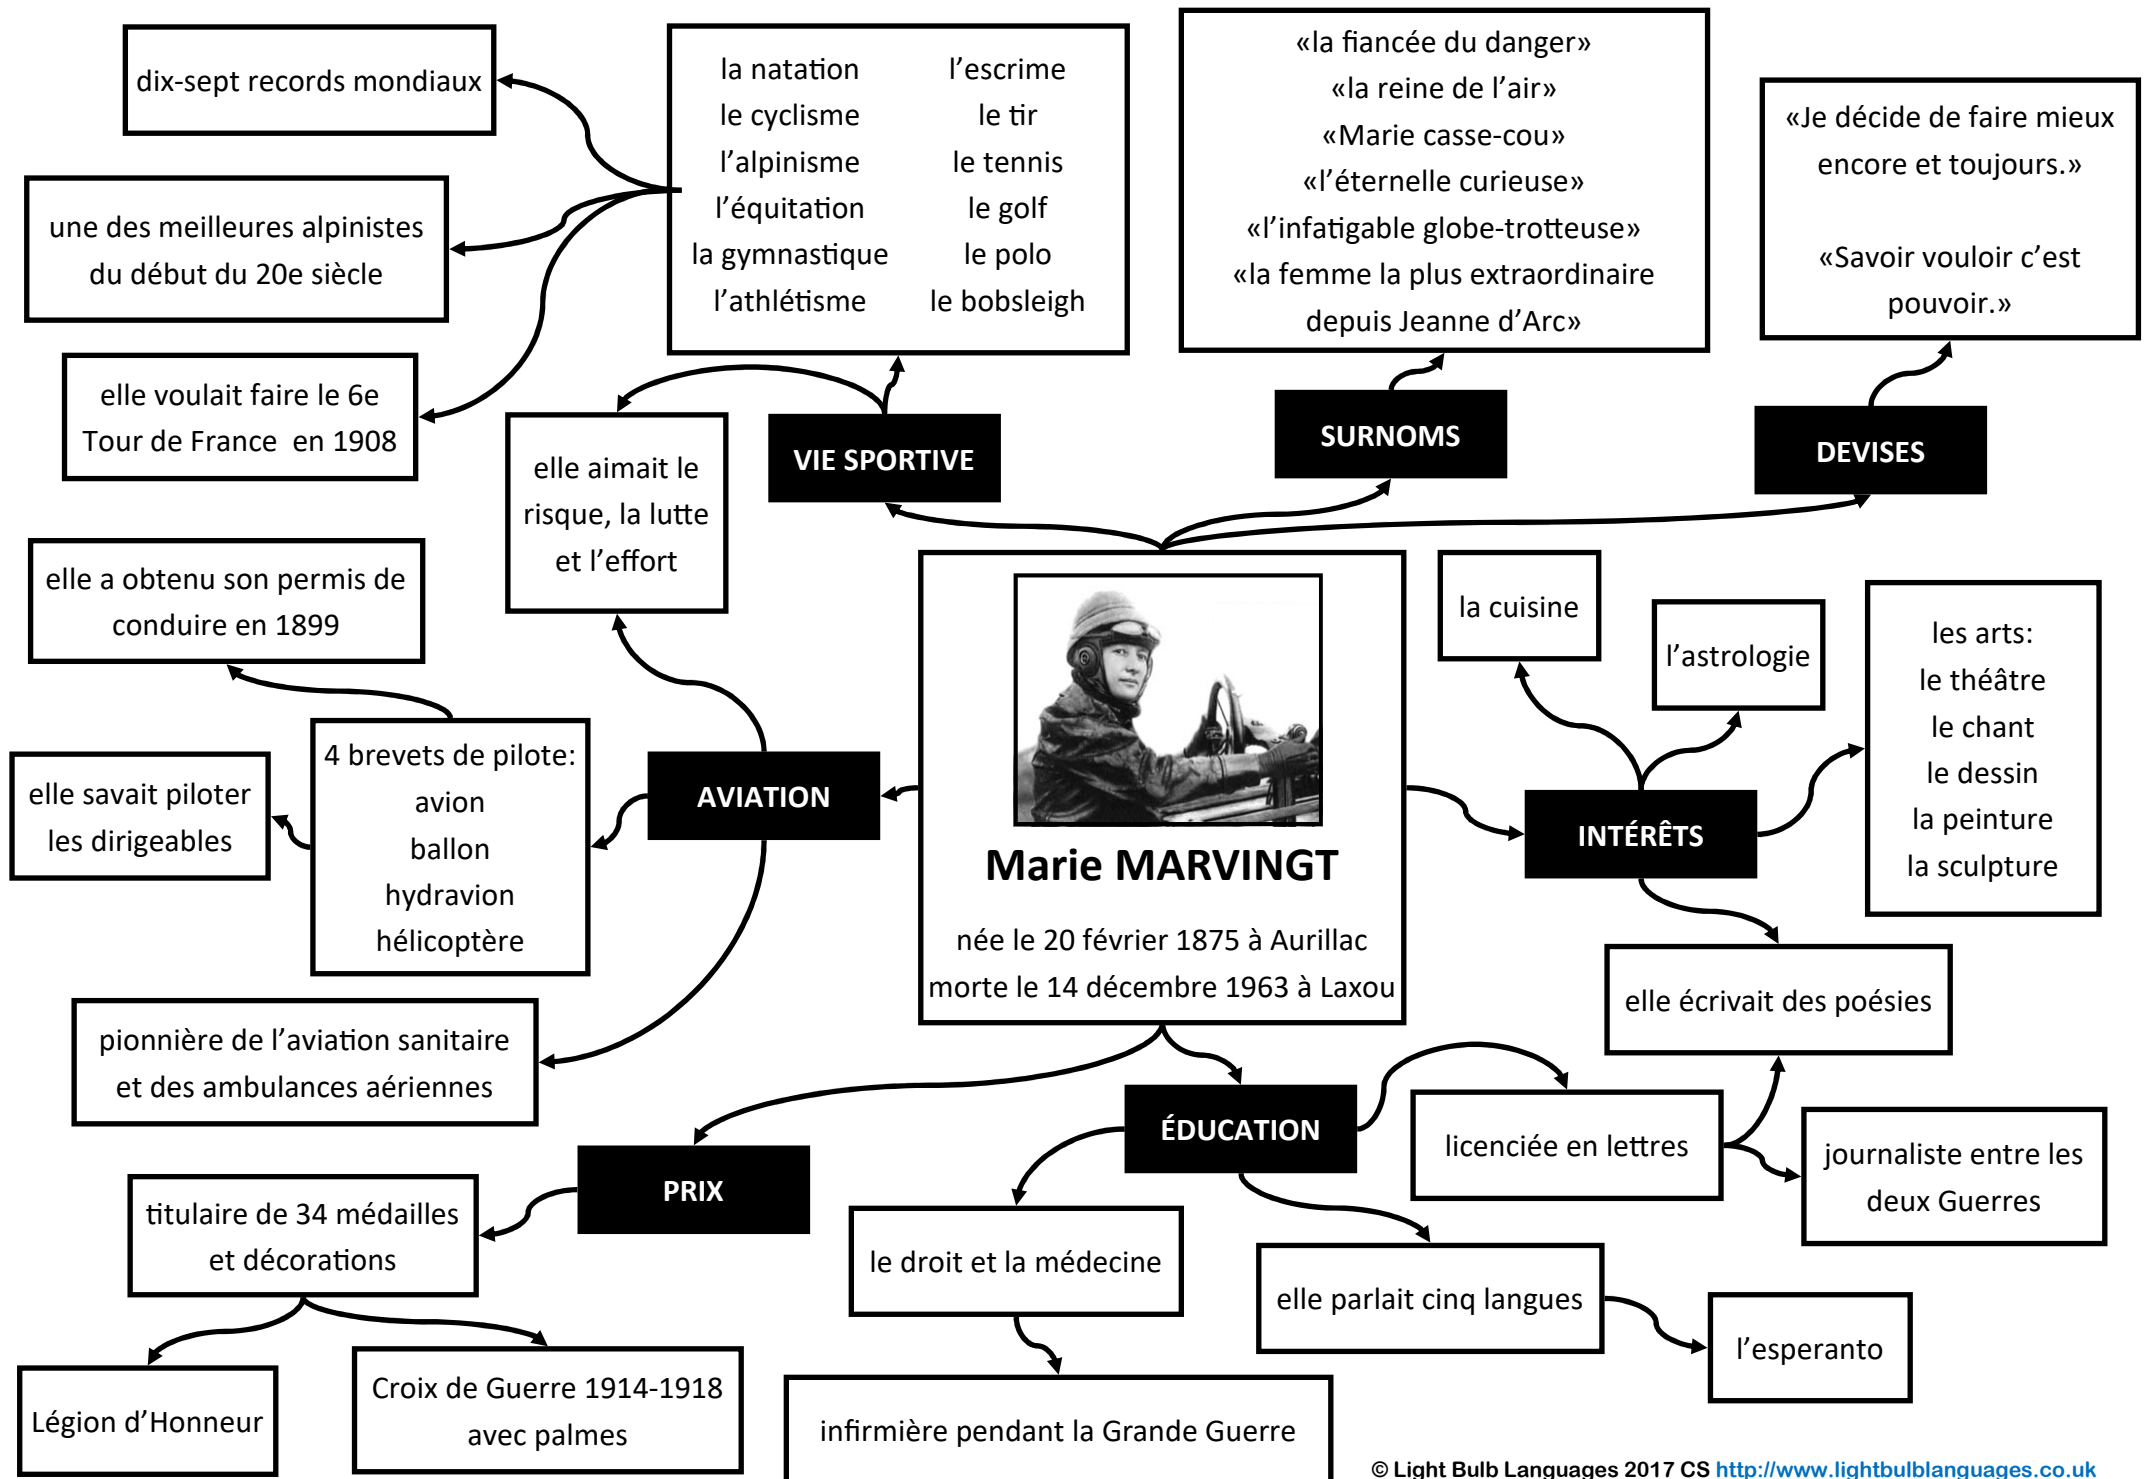 dix-sept records mondiaux
une des meilleures alpinistes
du début du 20e siècle
elle voulait faire le 6e
Tour de France en 1908
la natation l'escrime
le cyclisme le tir
l'alpinisme le tennis
l'équitation le golf
la gymnastique le polo
l'athlétisme le bobsleigh
«la fiancée du danger»
«la reine de l'air»
«Marie casse-cou»
«l'éternelle curieuse»
«l'infatigable globe-trotteuse»
«la femme la plus extraordinaire
depuis Jeanne d'Arc»
«Je décide de faire mieux
encore et toujours.»
«Savoir vouloir c'est
pouvoir.»
elle aimait le
risque, la lutte
et l'effort
VIE SPORTIVE
SURNOMS
DEVISES
elle a obtenu son permis de
conduire en 1899
elle savait piloter
les dirigeables
4 brevets de pilote:
avion
ballon
hydravion
hélicoptère
AVIATION
pionnière de l'aviation sanitaire
et des ambulances aériennes
Marie MARVINGT
née le 20 février 1875 à Aurillac
morte le 14 décembre 1963 à Laxou
la cuisine
l'astrologie
les arts:
le théâtre
le chant
le dessin
la peinture
la sculpture
INTÉRÊTS
elle écrivait des poésies
ÉDUCATION
licenciée en lettres
journaliste entre les
deux Guerres
PRIX
titulaire de 34 médailles
et décorations
Légion d'Honneur
Croix de Guerre 1914-1918
avec palmes
le droit et la médecine
infirmière pendant la Grande Guerre
elle parlait cinq langues
l'esperanto
© Light Bulb Languages 2017 CS http://www.lightbulblanguages.co.uk